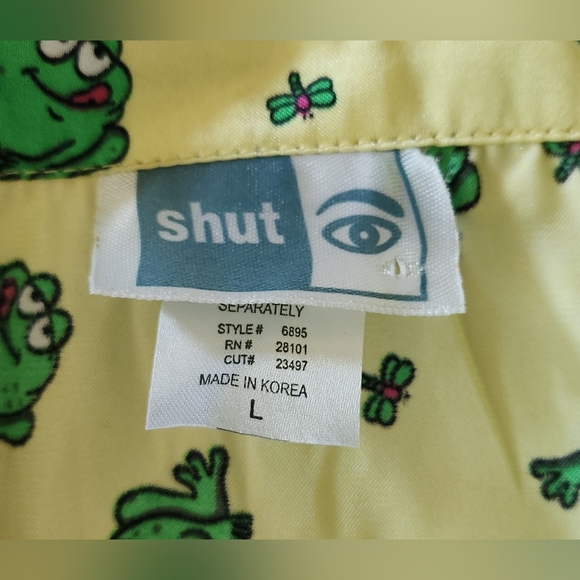 shut
SEPARATELY
STYLE# 6895
RN # 28101
CUT# 23497
MADE IN KOREA
L